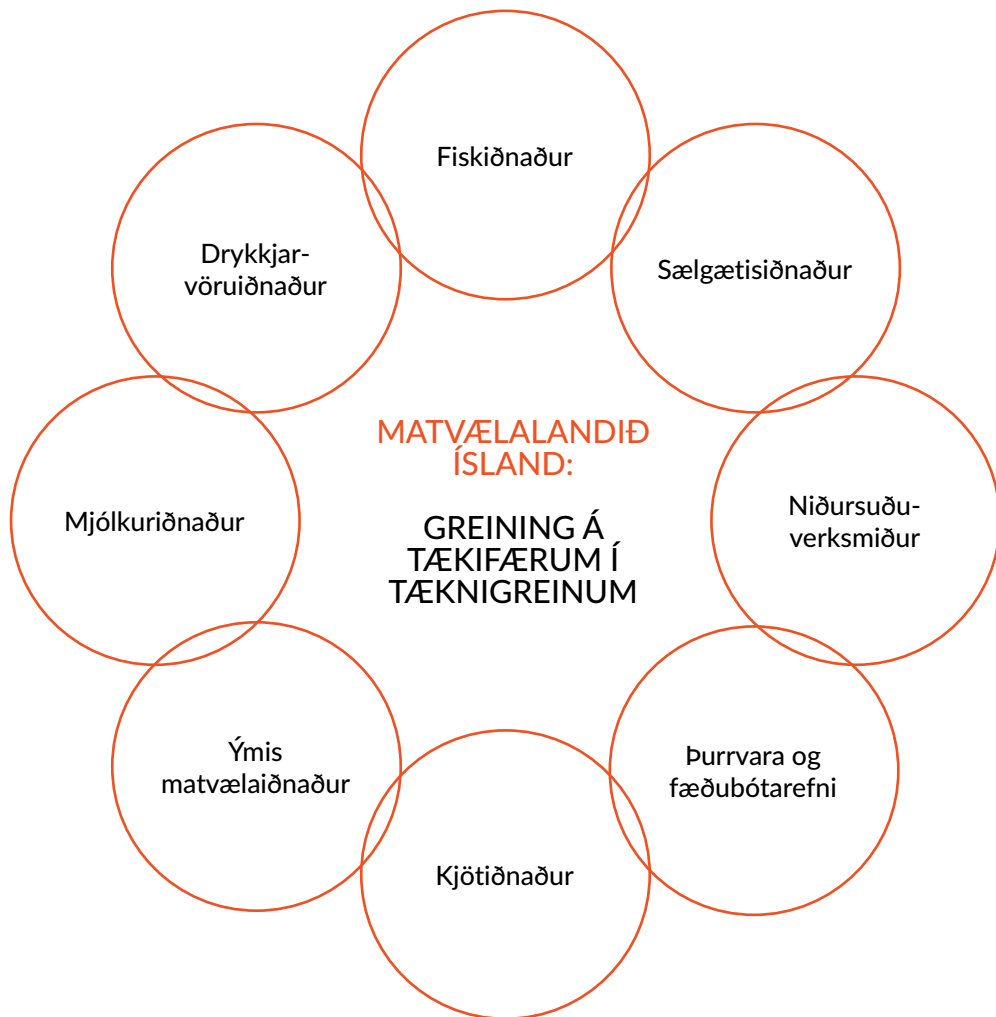 Fiskiðnaður
Drykkjar-
vöruiðnaður
Sælgætisiðnaður
MATVÆLALANDIÐ
ÍSLAND:
GREINING Á
TÆKIFÆRUM Í
TÆKNIGREINUM
Mjólkuriðnaður
Niðursuðu-
verksmiður
Ýmis
matvælaiðnaður
Þurrvara og
fæðubótarefni
Kjötiðnaður